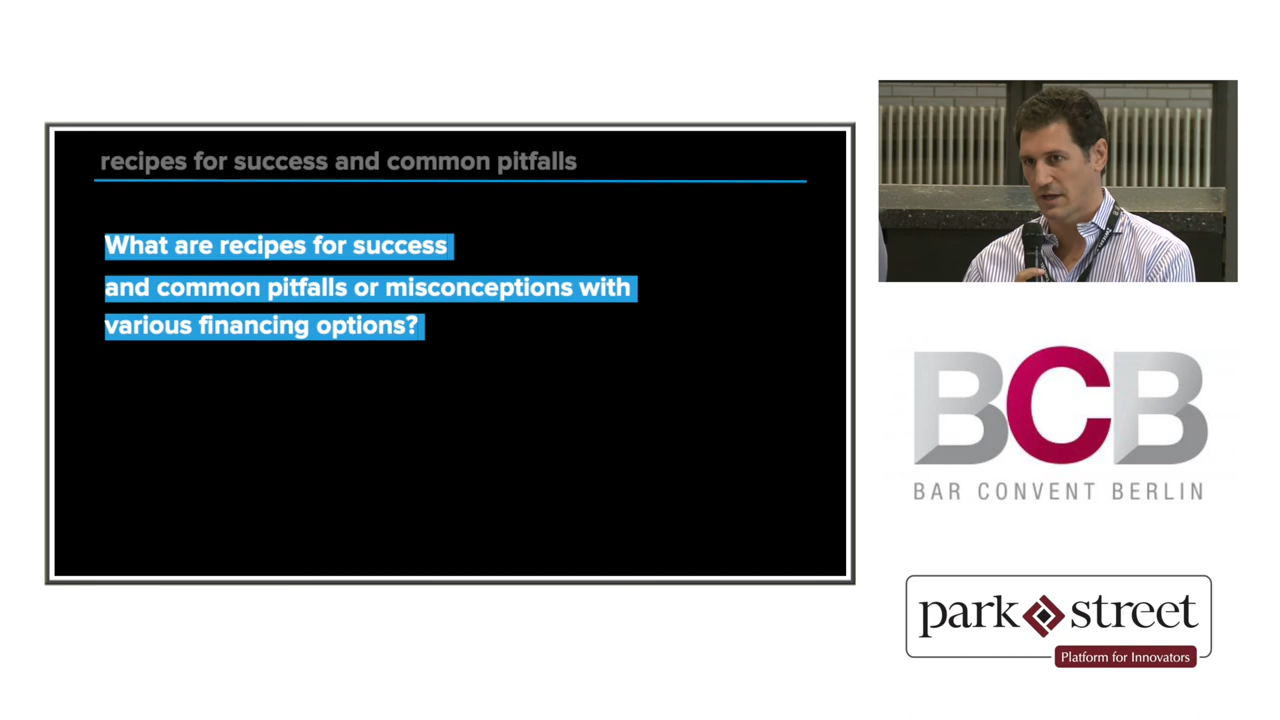 recipes for success and common pitfalls
What are recipes for success
and common pitfalls or misconceptions with
various financing options?
BCB
BAR CONVENT BERLIN
park street
Platform for Innovators